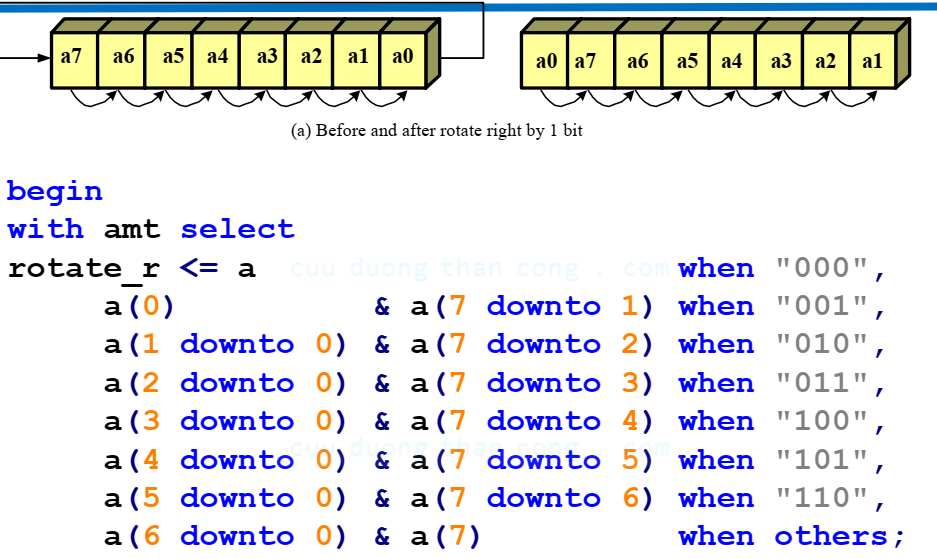 a7 a6 a5 a4 a3 a2 a1 a0 a0 a7 a6 a5 a4 a3 a2 a1
(a) Before and after rotate right by 1 bit
begin
with amt select
rotate_r <= a cuu duong than cong . com when "000",
a(0) & a(7 downto 1) when "001",
a(1 downto 0) & a(7 downto 2) when "010",
a(2 downto 0) & a(7 downto 3) when "011",
a(3 downto 0) & a(7 downto 4) when "100",
cuu duong than cong . com
a(4 downto 0) & a(7 downto 5) when "101",
a(5 downto 0) & a(7 downto 6) when "110",
a(6 downto 0) & a(7) when others;